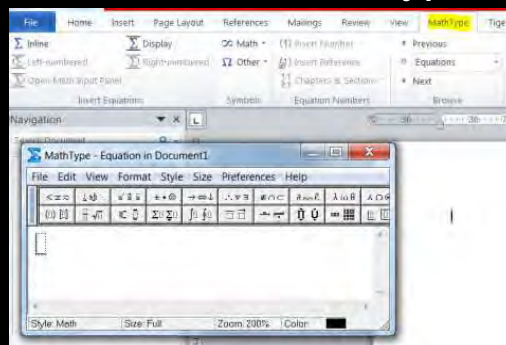 File Home Insert Page Layout References Mailings Review View MathType Tige
Σ Inline Σ Display Math Insert Number Previous
Left-numbered Right-numbered Ω Other Insert Reference Equations
Open Math Input Panel Chapters & Sections Next
Insert Equations Symbols Equation Numbers Browse
Navigation
Search Document
MathType - Equation in Document1
File Edit View Format Style Size Preferences Help
Style: Math Size: Full Zoom: 200% Color: